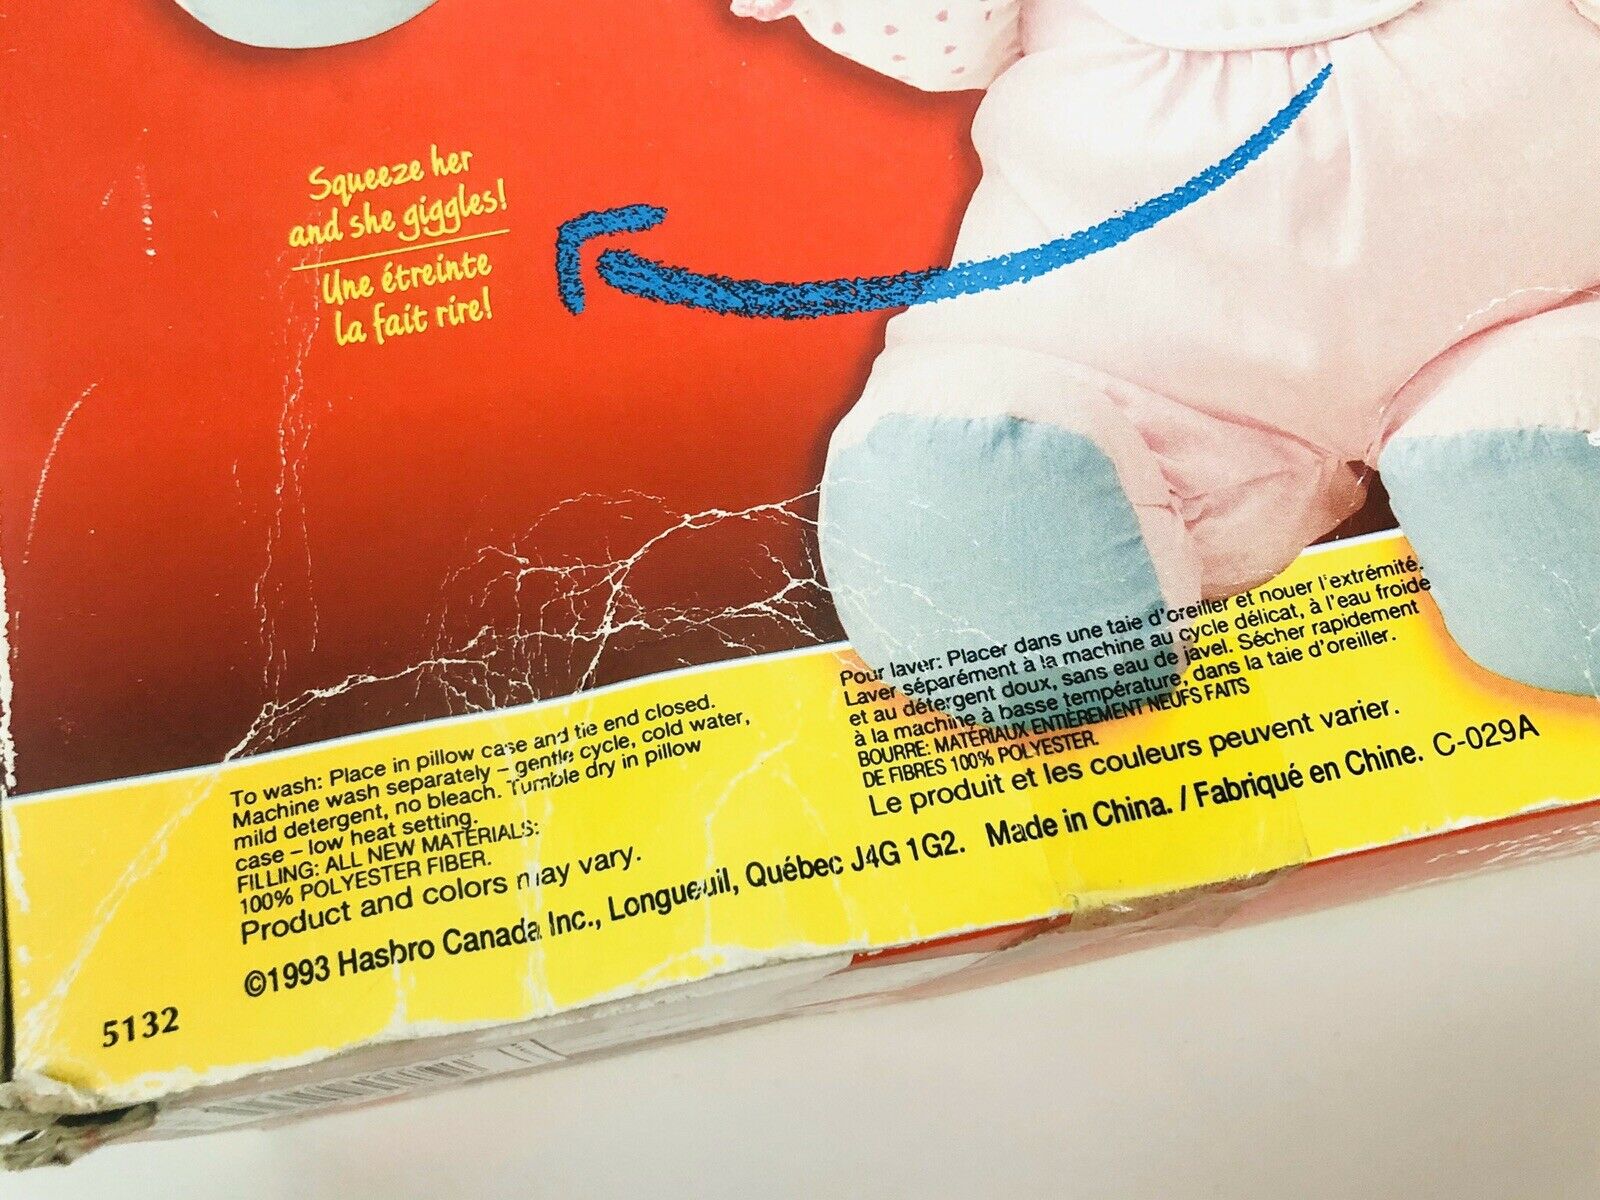 Squeeze her
and she giggles!
Une étreinte
la fait rire!
To wash: Place in pillow case and tie end closed.
Machine wash separately – gentle cycle, cold water,
mild detergent, no bleach. Tumble dry in pillow
case – low heat setting.
FILLING: ALL NEW MATERIALS:
100% POLYESTER FIBER.
Product and colors may vary.
Pour laver: Placer dans une taie d'oreiller et nouer l'extrémité.
Laver séparément à la machine au cycle délicat, à l'eau froide
et au détergent doux, sans eau de javel. Sécher rapidement
à la machine à basse température, dans la taie d'oreiller.
BOURRE: MATÉRIAUX ENTIÈREMENT NEUFS FAITS
DE FIBRES 100% POLYESTER.
Le produit et les couleurs peuvent varier.
©1993 Hasbro Canada Inc., Longueuil, Québec J4G 1G2. Made in China. / Fabriqué en Chine. C-029A
5132